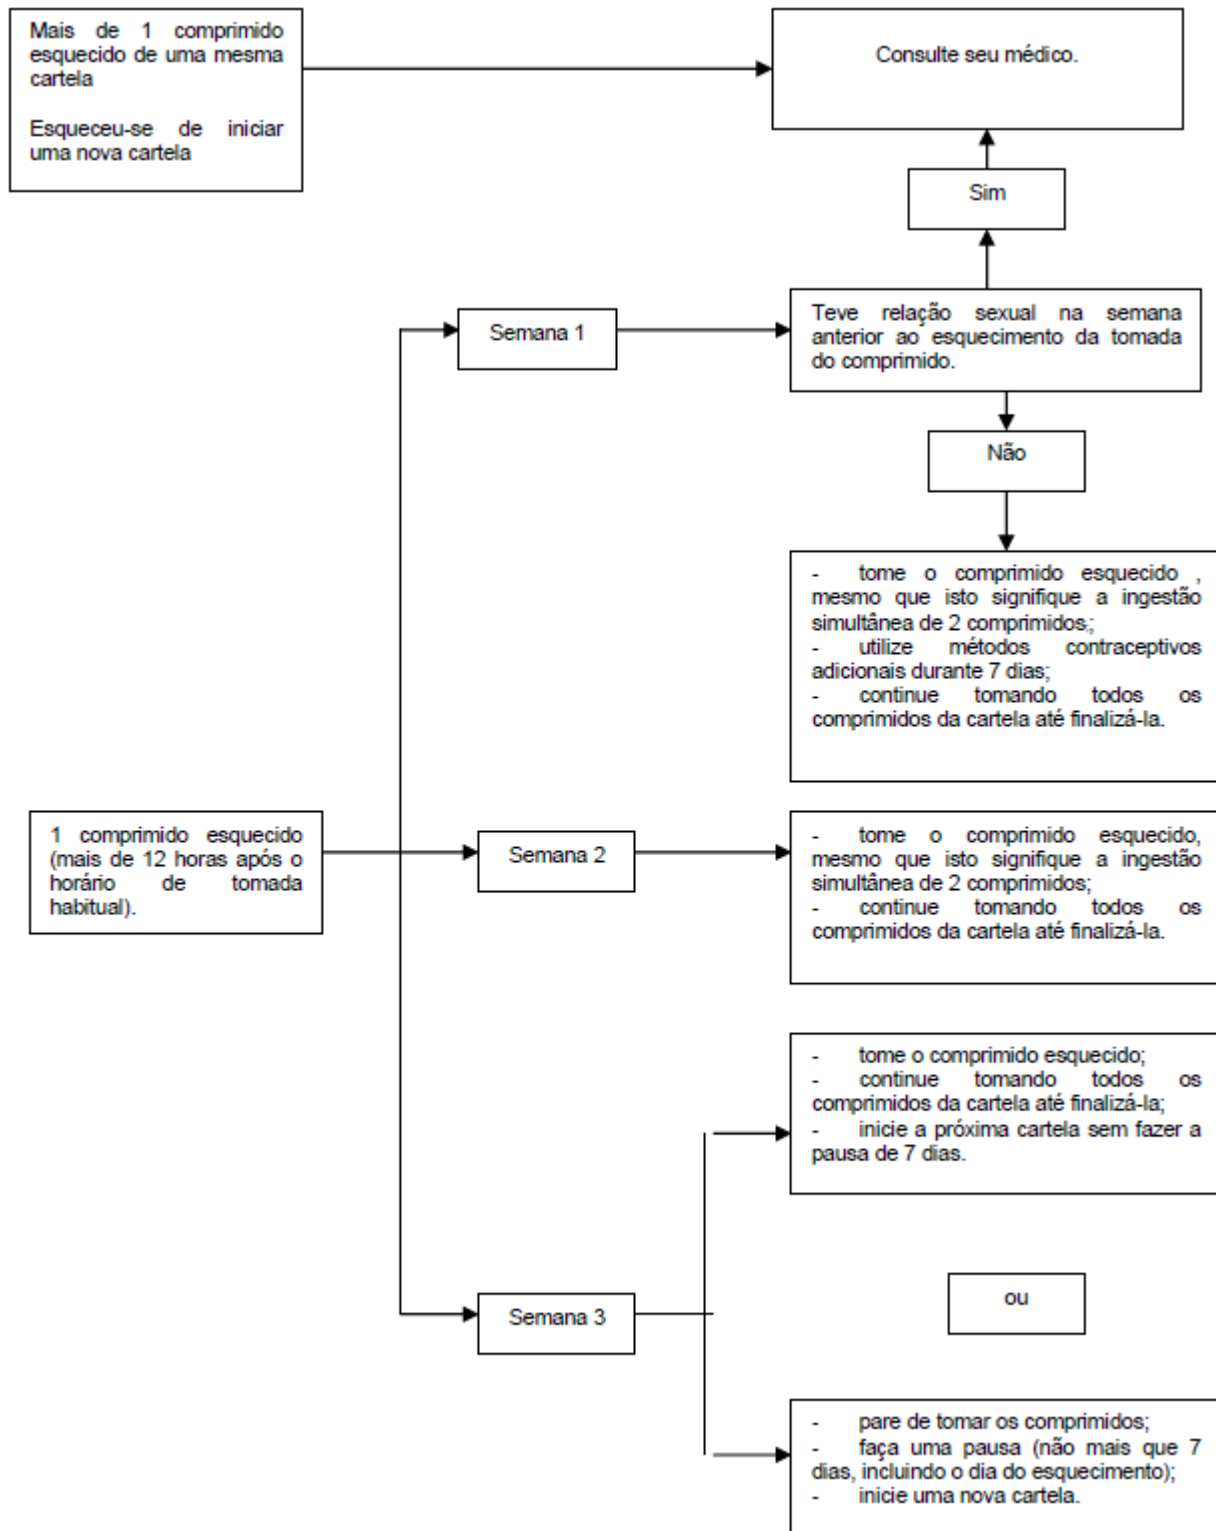 Mais de 1 comprimido
esquecido de uma mesma
cartela
Esqueceu-se de iniciar
uma nova cartela
Consulte seu médico.
Sim
Teve relação sexual na semana
anterior ao esquecimento da tomada
do comprimido.
Semana 1
Não
- tome o comprimido esquecido ,
mesmo que isto signifique a ingestão
simultânea de 2 comprimidos,;
- utilize métodos contraceptivos
adicionais durante 7 dias;
- continue tomando todos os
comprimidos da cartela até finalizá-la.
1 comprimido esquecido
(mais de 12 horas após o
horário de tomada
habitual).
Semana 2
- tome o comprimido esquecido,
mesmo que isto signifique a ingestão
simultânea de 2 comprimidos;
- continue tomando todos os
comprimidos da cartela até finalizá-la.
Semana 3
- tome o comprimido esquecido;
- continue tomando todos os
comprimidos da cartela até finalizá-la;
- inicie a próxima cartela sem fazer a
pausa de 7 dias.
ou
- pare de tomar os comprimidos;
- faça uma pausa (não mais que 7
dias, incluindo o dia do esquecimento);
- inicie uma nova cartela.